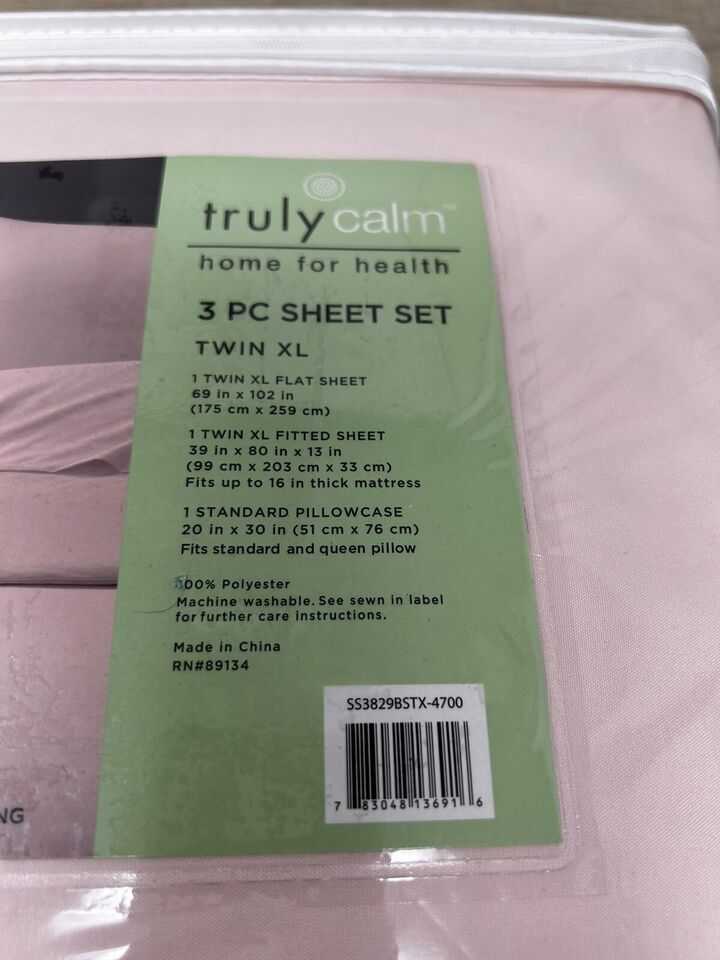 truly calm™
home for health
3 PC SHEET SET
TWIN XL
1 TWIN XL FLAT SHEET
69 in x 102 in
(175 cm x 259 cm)
1 TWIN XL FITTED SHEET
39 in x 80 in x 13 in
(99 cm x 203 cm x 33 cm)
Fits up to 16 in thick mattress
1 STANDARD PILLOWCASE
20 in x 30 in (51 cm x 76 cm)
Fits standard and queen pillow
100% Polyester
Machine washable. See sewn in label
for further care instructions.
Made in China
RN#89134
SS3829BSTX-4700
7 83048 13691 6
NG